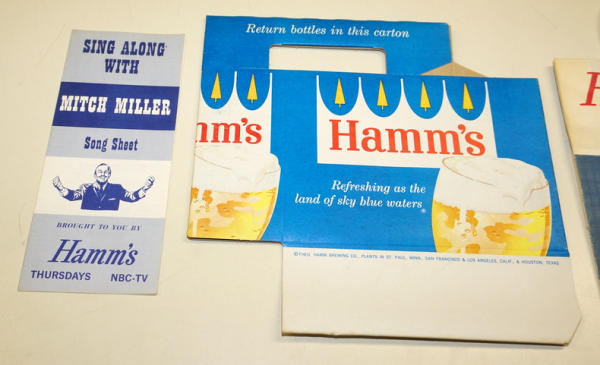 SING ALONG
WITH
MITCH MILLER
Song Sheet
BROUGHT TO YOU BY
Hamm's
THURSDAYS NBC-TV
Return bottles in this carton
mm's
Hamm's
Refreshing as the
land of sky blue waters®
©THEO. HAMM BREWING CO., PLANTS IN ST. PAUL, MINN., SAN FRANCISCO & LOS ANGELES, CALIF., & HOUSTON, TEXAS